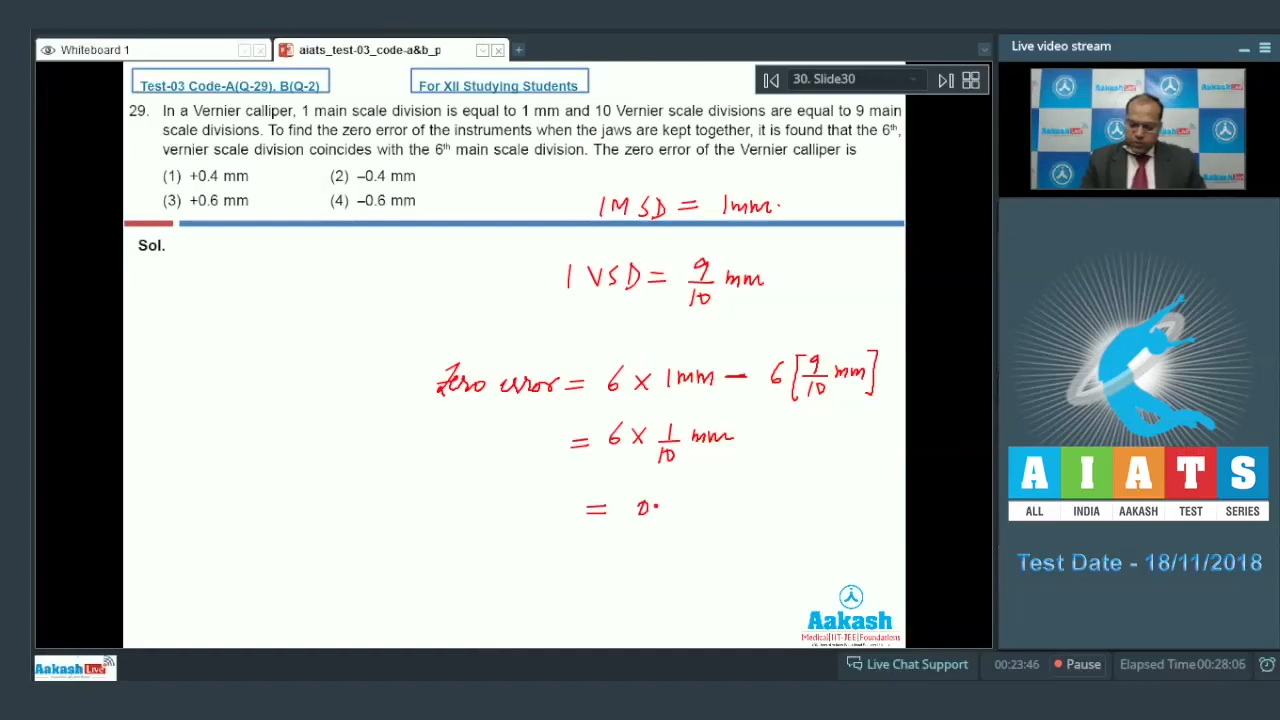 Whiteboard 1
aiats_test-03_code-a&b_p
Live video stream
Test-03 Code-A(Q-29), B(Q-2)
For XII Studying Students
30. Slide30
29. In a Vernier calliper, 1 main scale division is equal to 1 mm and 10 Vernier scale divisions are equal to 9 main
scale divisions. To find the zero error of the instruments when the jaws are kept together, it is found that the 6th,
vernier scale division coincides with the 6th main scale division. The zero error of the Vernier calliper is
(1) +0.4 mm (2) –0.4 mm
(3) +0.6 mm (4) –0.6 mm
1 MSD = 1mm.
Sol.
1 VSD = 9/10 mm
Zero error = 6 × 1mm – 6 [9/10 mm]
= 6 × 1/10 mm
= 0.
A I A T S
ALL INDIA AAKASH TEST SERIES
Test Date - 18/11/2018
Aakash
Medical|IIT-JEE|Foundations
Aakash Live
Live Chat Support
00:23:46
Pause
Elapsed Time 00:28:06